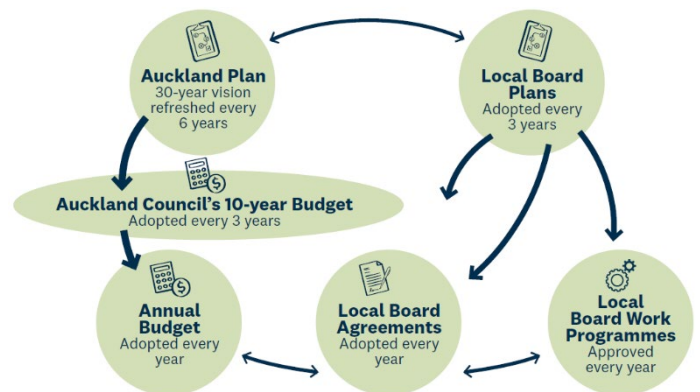 Auckland Plan
30-year vision
refreshed every
6 years
Local Board
Plans
Adopted every
3 years
$
Auckland Council's 10-year Budget
Adopted every 3 years
$
Annual
Budget
Adopted every
year
Local Board
Agreements
Adopted every
year
Local
Board Work
Programmes
Approved
every year